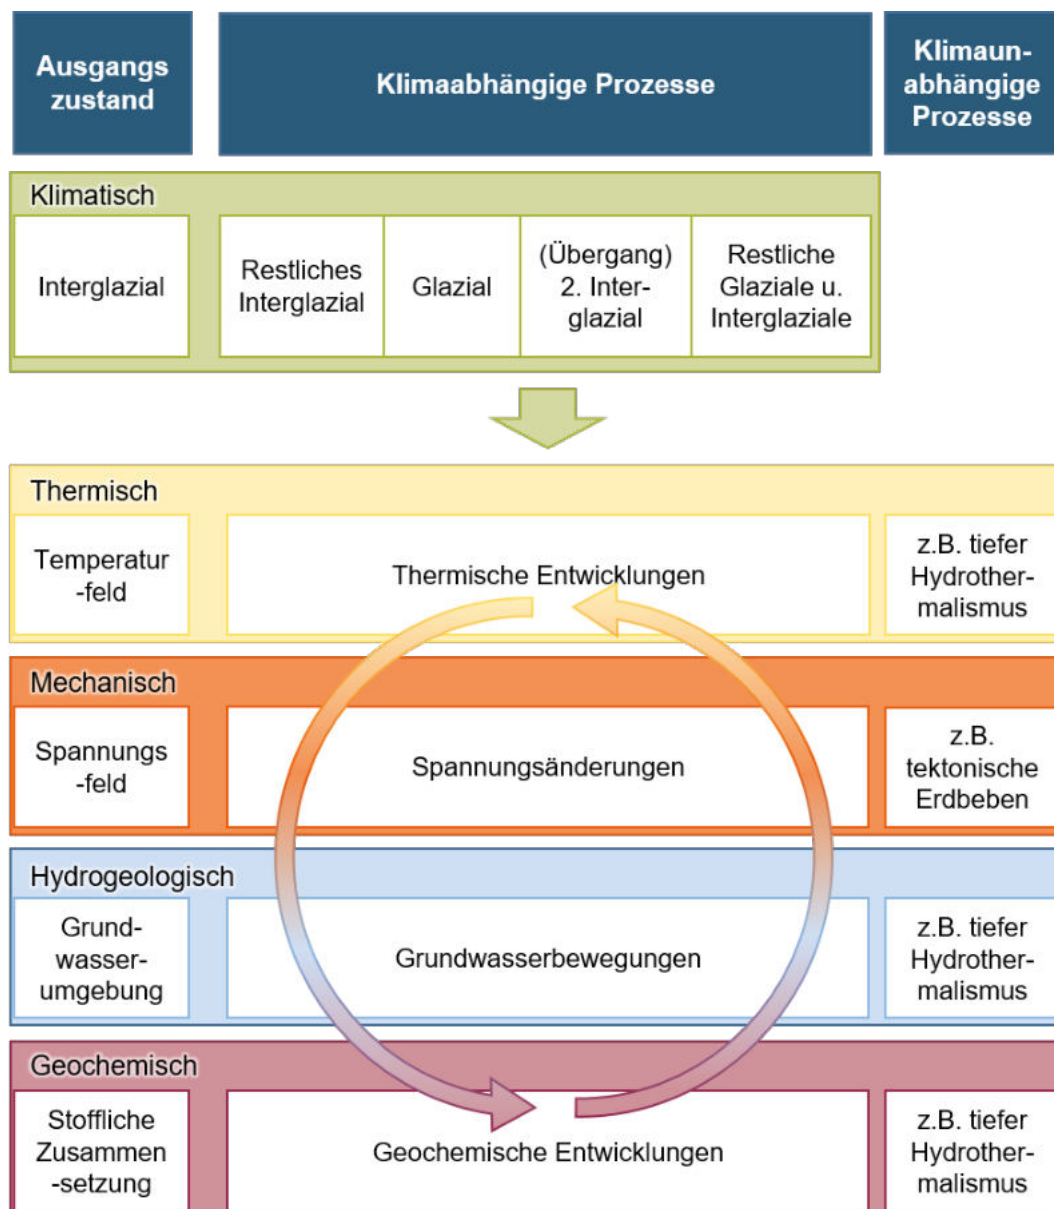 Ausgangs
zustand
Klimaabhängige Prozesse
Klimaun-
abhängige
Prozesse
Klimatisch
Interglazial
Restliches
Interglazial
Glazial
(Übergang)
2. Inter-
glazial
Restliche
Glaziale u.
Interglaziale
Thermisch
Temperatur
-feld
Thermische Entwicklungen
z.B. tiefer
Hydrother-
malismus
Mechanisch
Spannungs
-feld
Spannungsänderungen
z.B.
tektonische
Erdbeben
Hydrogeologisch
Grund-
wasser-
umgebung
Grundwasserbewegungen
z.B. tiefer
Hydrother-
malismus
Geochemisch
Stoffliche
Zusammen
-setzung
Geochemische Entwicklungen
z.B. tiefer
Hydrother-
malismus